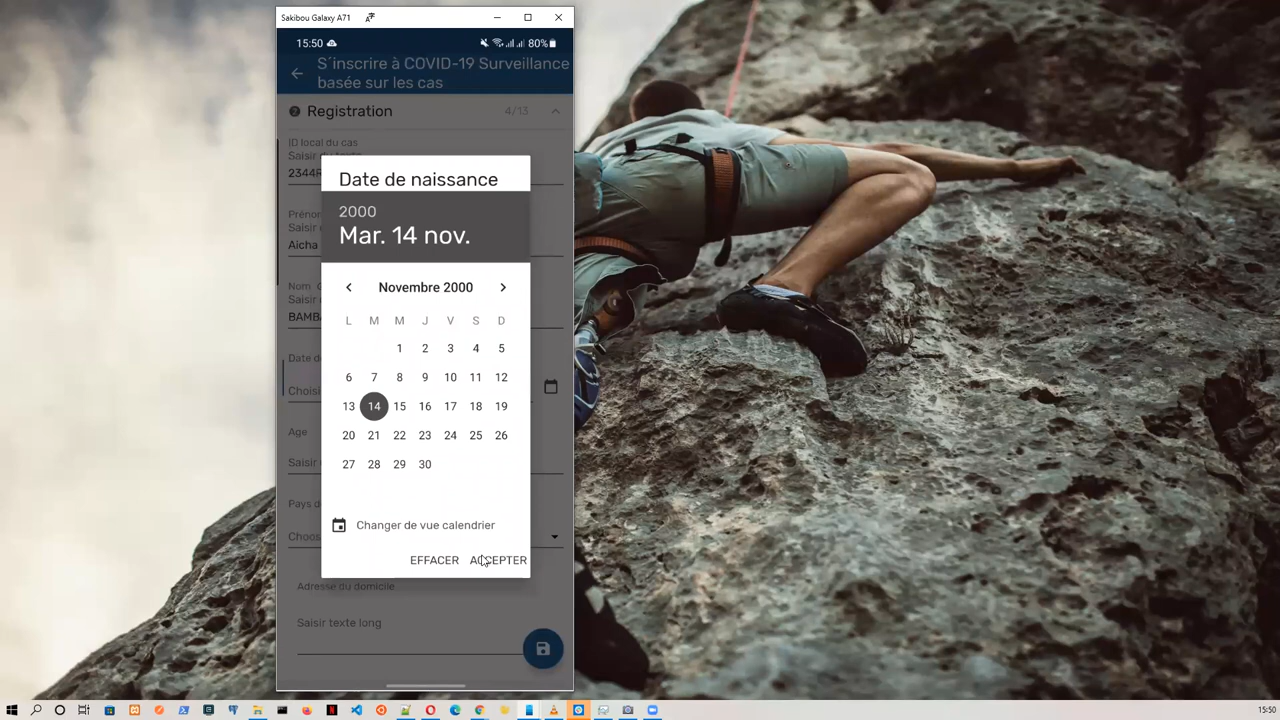 Sakibou Galaxy A71
15:50 80%
S´inscrire à COVID-19 Surveillance
basée sur les cas
2 Registration 4/13
ID local du cas
2344
Date de naissance
2000
Mar. 14 nov.
Aicha
Novembre 2000
L M M J V S D
1 2 3 4 5
6 7 8 9 10 11 12
13 14 15 16 17 18 19
20 21 22 23 24 25 26
27 28 29 30
Age
Pays d
Changer de vue calendrier
EFFACER ACCEPTER
Adresse du domicile
Saisir texte long
15:50